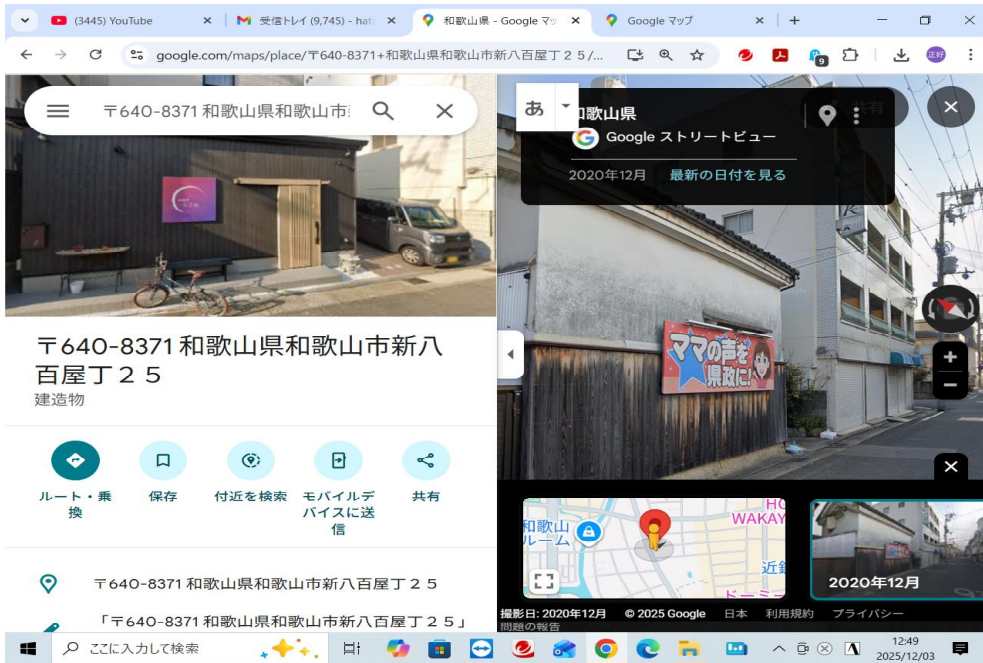 (3445) YouTube
受信トレイ (9,745) - hat
和歌山県 - Google マッ
Google マップ
google.com/maps/place/〒640-8371+和歌山県和歌山市新八百屋丁２５/...
9
正好
〒640-8371 和歌山県和歌山市
〒640-8371 和歌山県和歌山市新八
百屋丁２５
建造物
ルート・乗
換
保存
付近を検索
モバイルデ
バイスに送
信
共有
〒640-8371 和歌山県和歌山市新八百屋丁２５
「〒640-8371 和歌山県和歌山市新八百屋丁２５」
あ
和歌山県
共有
Google ストリートビュー
2020年12月
最新の日付を見る
ママの声を
県政に!
和歌山
ルーム
WAKAY
近鉄
ドーミー
2020年12月
撮影日: 2020年12月
© 2025 Google
日本
利用規約
プライバシー
問題の報告
ここに入力して検索
12:49
2025/12/03